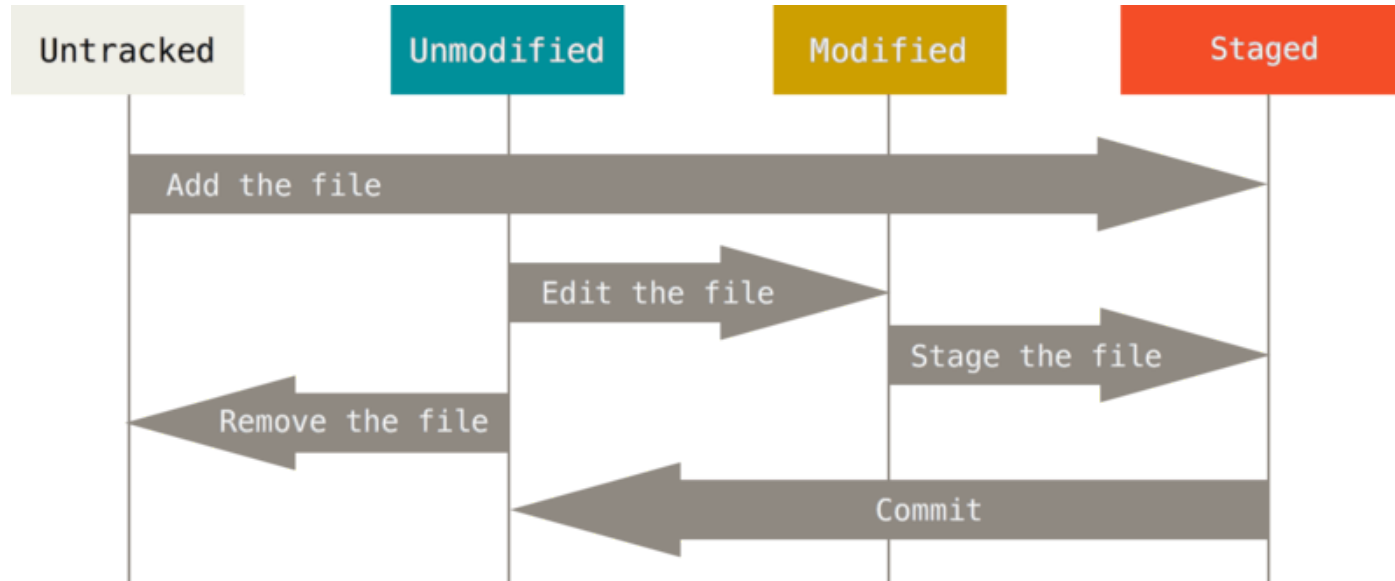 Untracked
Unmodified
Modified
Staged
Add the file
Edit the file
Stage the file
Remove the file
Commit